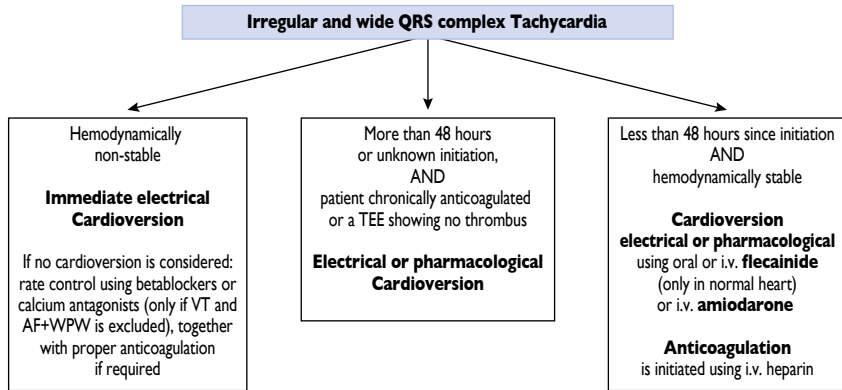 Irregular and wide QRS complex Tachycardia
Hemodynamically
non-stable
Immediate electrical
Cardioversion
If no cardioversion is considered:
rate control using betablockers or
calcium antagonists (only if VT and
AF+WPW is excluded), together
with proper anticoagulation
if required
More than 48 hours
or unknown initiation,
AND
patient chronically anticoagulated
or a TEE showing no thrombus
Electrical or pharmacological
Cardioversion
Less than 48 hours since initiation
AND
hemodynamically stable
Cardioversion
electrical or pharmacological
using oral or i.v. flecainide
(only in normal heart)
or i.v. amiodarone
Anticoagulation
is initiated using i.v. heparin